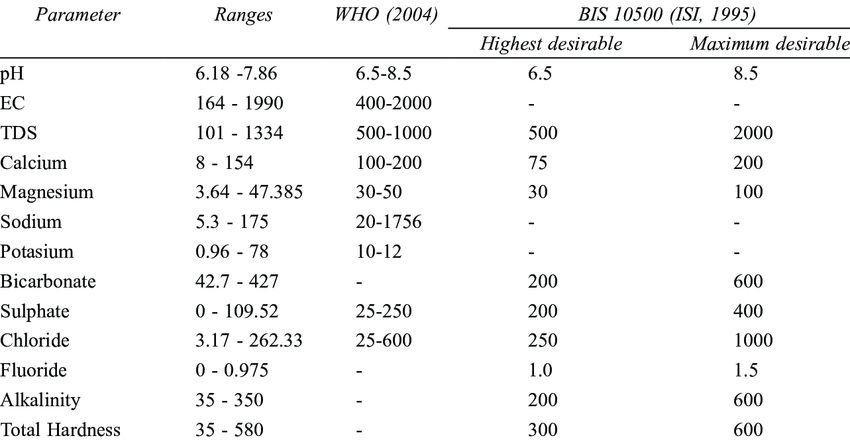 Parameter Ranges WHO (2004) BIS 10500 (ISI, 1995)
Highest desirable Maximum desirable
pH 6.18 -7.86 6.5-8.5 6.5 8.5
EC 164 - 1990 400-2000 - -
TDS 101 - 1334 500-1000 500 2000
Calcium 8 - 154 100-200 75 200
Magnesium 3.64 - 47.385 30-50 30 100
Sodium 5.3 - 175 20-1756 - -
Potasium 0.96 - 78 10-12 - -
Bicarbonate 42.7 - 427 - 200 600
Sulphate 0 - 109.52 25-250 200 400
Chloride 3.17 - 262.33 25-600 250 1000
Fluoride 0 - 0.975 - 1.0 1.5
Alkalinity 35 - 350 - 200 600
Total Hardness 35 - 580 - 300 600